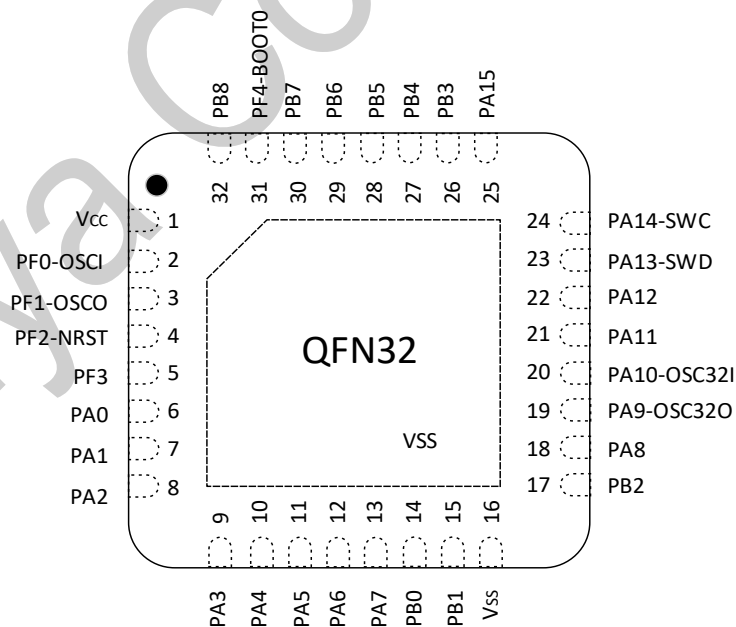 PB8
PF4-BOOT0
PB7
PB6
PB5
PB4
PB3
PA15
32
31
30
29
28
27
26
25
Vcc 1
PF0-OSCI 2
PF1-OSCO 3
PF2-NRST 4
PF3 5
PA0 6
PA1 7
PA2 8
QFN32
VSS
24 PA14-SWC
23 PA13-SWD
22 PA12
21 PA11
20 PA10-OSC32I
19 PA9-OSC32O
18 PA8
17 PB2
9
10
11
12
13
14
15
16
PA3
PA4
PA5
PA6
PA7
PB0
PB1
Vss